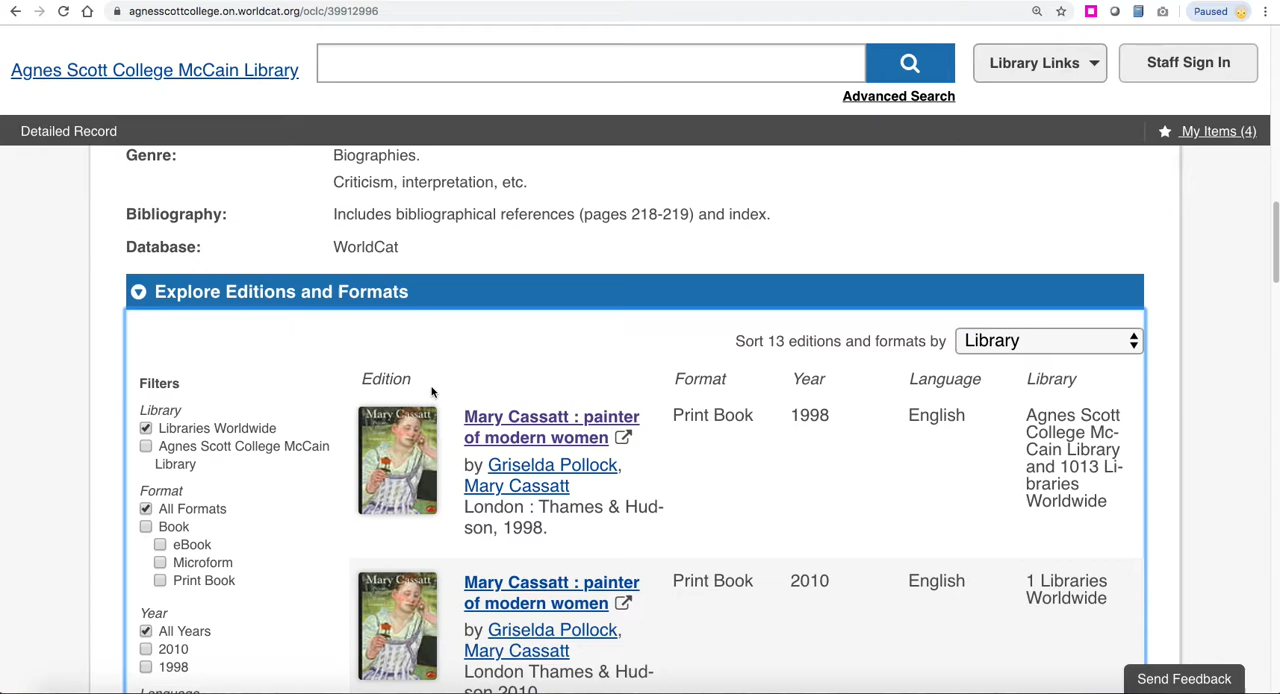 agnesscottcollege.on.worldcat.org/oclc/39912996
Paused
Agnes Scott College McCain Library
Library Links
Staff Sign In
Advanced Search
Detailed Record
My Items (4)
Genre:
Biographies.
Criticism, interpretation, etc.
Bibliography:
Includes bibliographical references (pages 218-219) and index.
Database:
WorldCat
Explore Editions and Formats
Sort 13 editions and formats by
Library
Filters
Library
Libraries Worldwide
Agnes Scott College McCain
Library
Format
All Formats
Book
eBook
Microform
Print Book
Year
All Years
2010
1998
Edition
Format
Year
Language
Library
Mary Cassatt
Mary Cassatt : painter
of modern women
by Griselda Pollock,
Mary Cassatt
London : Thames & Hud-
son, 1998.
Print Book
1998
English
Agnes Scott
College Mc-
Cain Library
and 1013 Li-
braries
Worldwide
Mary Cassatt
Mary Cassatt : painter
of modern women
by Griselda Pollock,
Mary Cassatt
London Thames & Hud-
son 2010
Print Book
2010
English
1 Libraries
Worldwide
Send Feedback